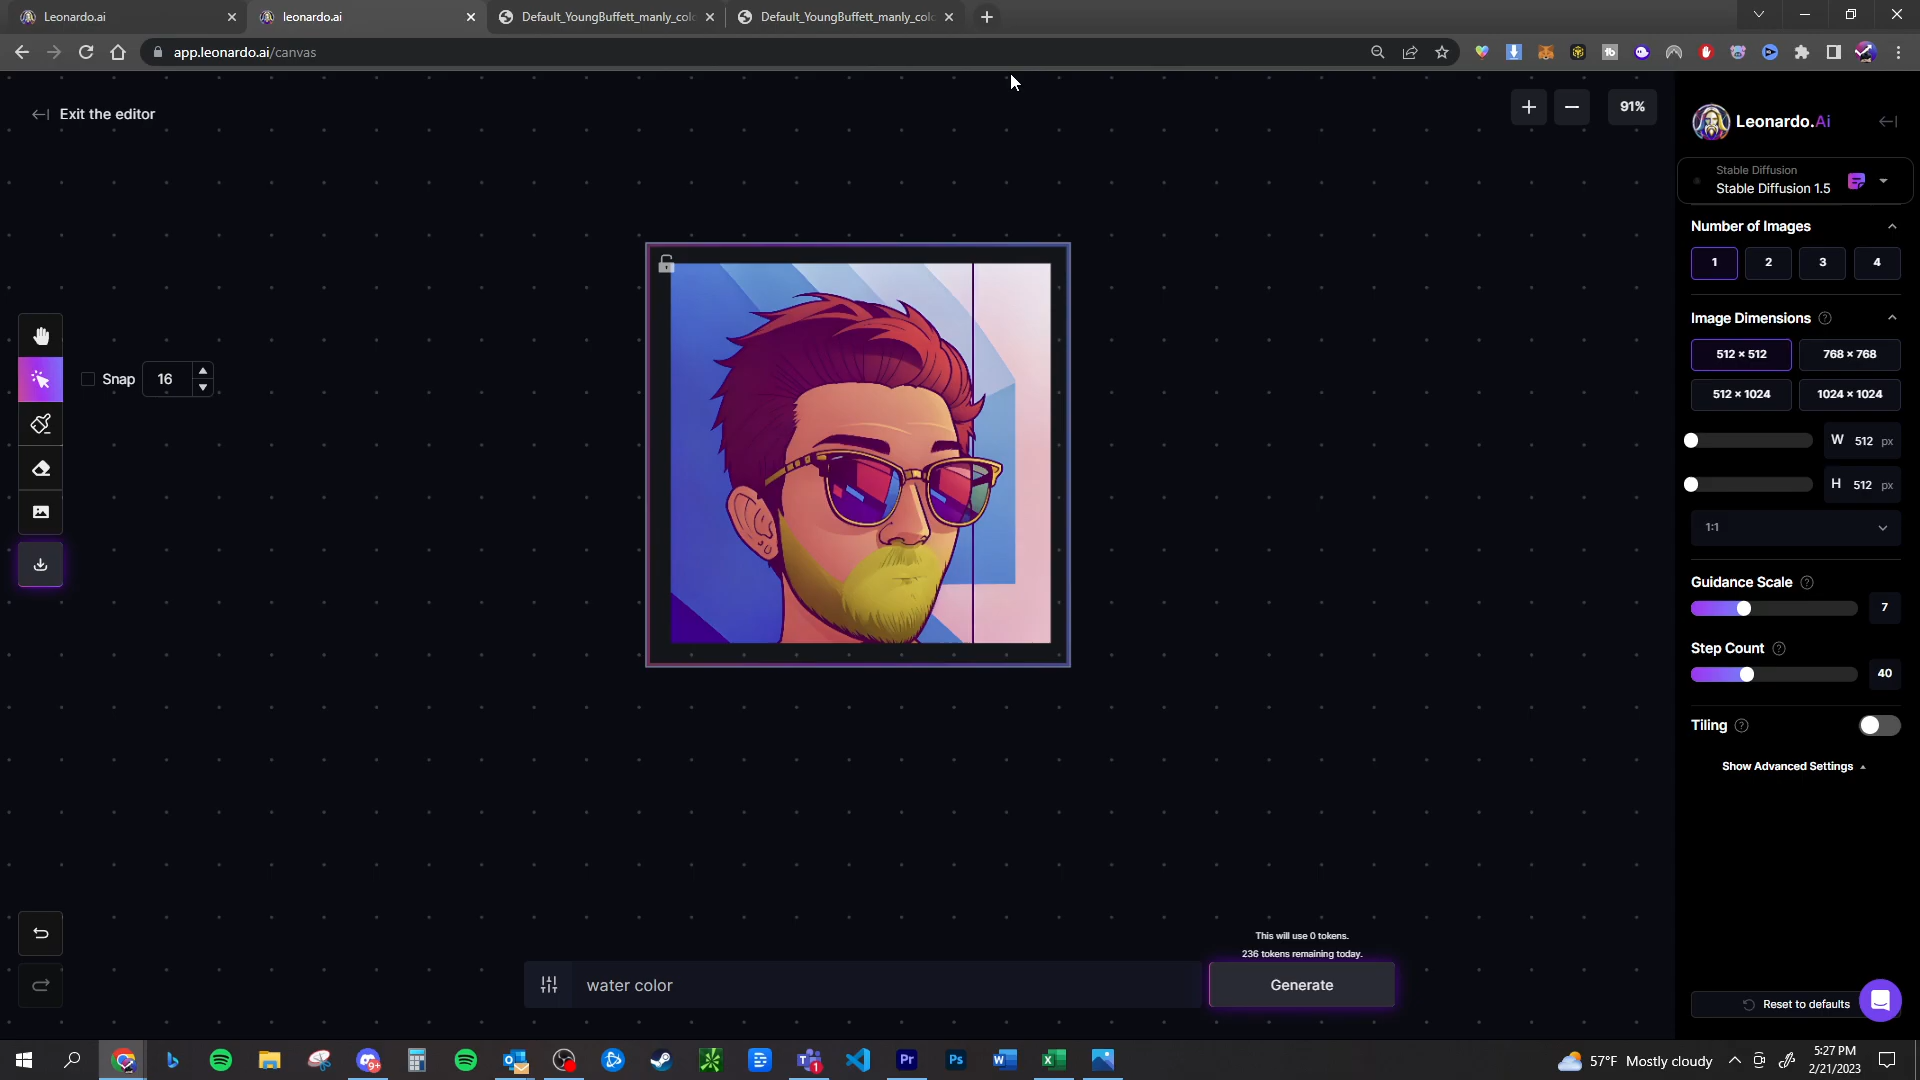 Leonardo.ai
leonardo.ai
Default_YoungBuffett_manly_colo
Default_YoungBuffett_manly_colo
app.leonardo.ai/canvas
Exit the editor
91%
Leonardo.Ai
Stable Diffusion
Stable Diffusion 1.5
Number of Images
1 2 3 4
Image Dimensions
512 × 512 768 × 768
512 × 1024 1024 × 1024
W 512 px
H 512 px
1:1
Guidance Scale
7
Step Count
40
Tiling
Show Advanced Settings
Snap 16
This will use 0 tokens.
236 tokens remaining today.
water color
Generate
Reset to defaults
57°F Mostly cloudy
5:27 PM
2/21/2023